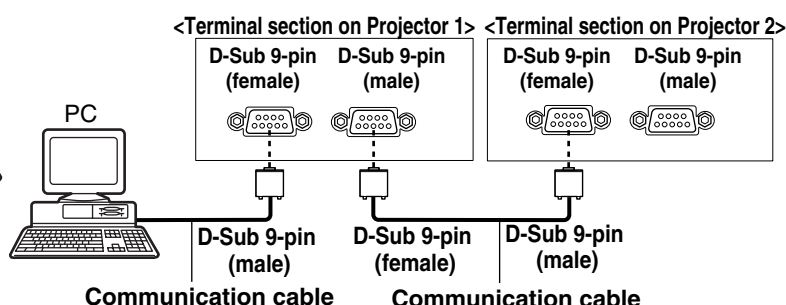 <Terminal section on Projector 1> <Terminal section on Projector 2>
D-Sub 9-pin D-Sub 9-pin D-Sub 9-pin D-Sub 9-pin
(female) (male) (female) (male)
PC
D-Sub 9-pin D-Sub 9-pin D-Sub 9-pin
(male) (female) (male)
Communication cable Communication cable